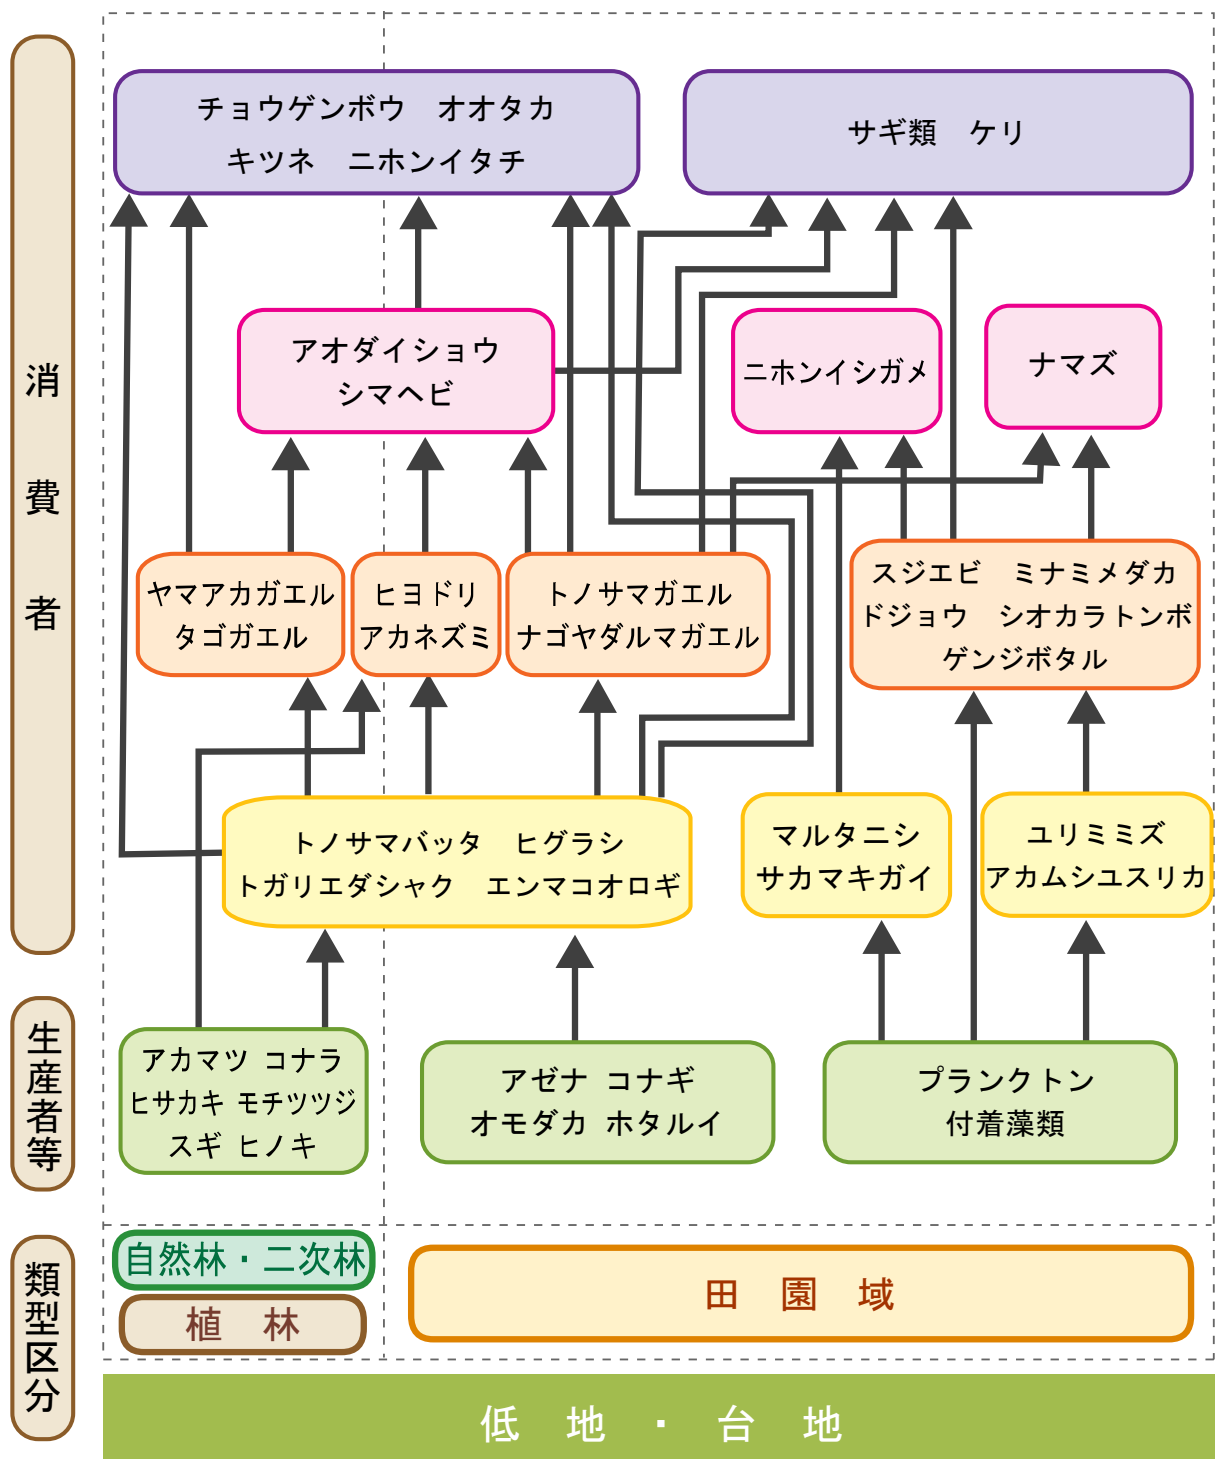 チョウゲンボウ　オオタカ
キツネ　ニホンイタチ
サギ類　ケリ
アオダイショウ
シマヘビ
ニホンイシガメ
ナマズ
消費者
ヤマアカガエル
タゴガエル
ヒヨドリ
アカネズミ
トノサマガエル
ナゴヤダルマガエル
スジエビ　ミナミメダカ
ドジョウ　シオカラトンボ
ゲンジボタル
トノサマバッタ　ヒグラシ
トガリエダシャク　エンマコオロギ
マルタニシ
サカマキガイ
ユリミミズ
アカムシユスリカ
生産者等
アカマツ コナラ
ヒサカキ モチツツジ
スギ ヒノキ
アゼナ コナギ
オモダカ ホタルイ
プランクトン
付着藻類
類型区分
自然林・二次林
植　林
田　園　域
低　地　・　台　地